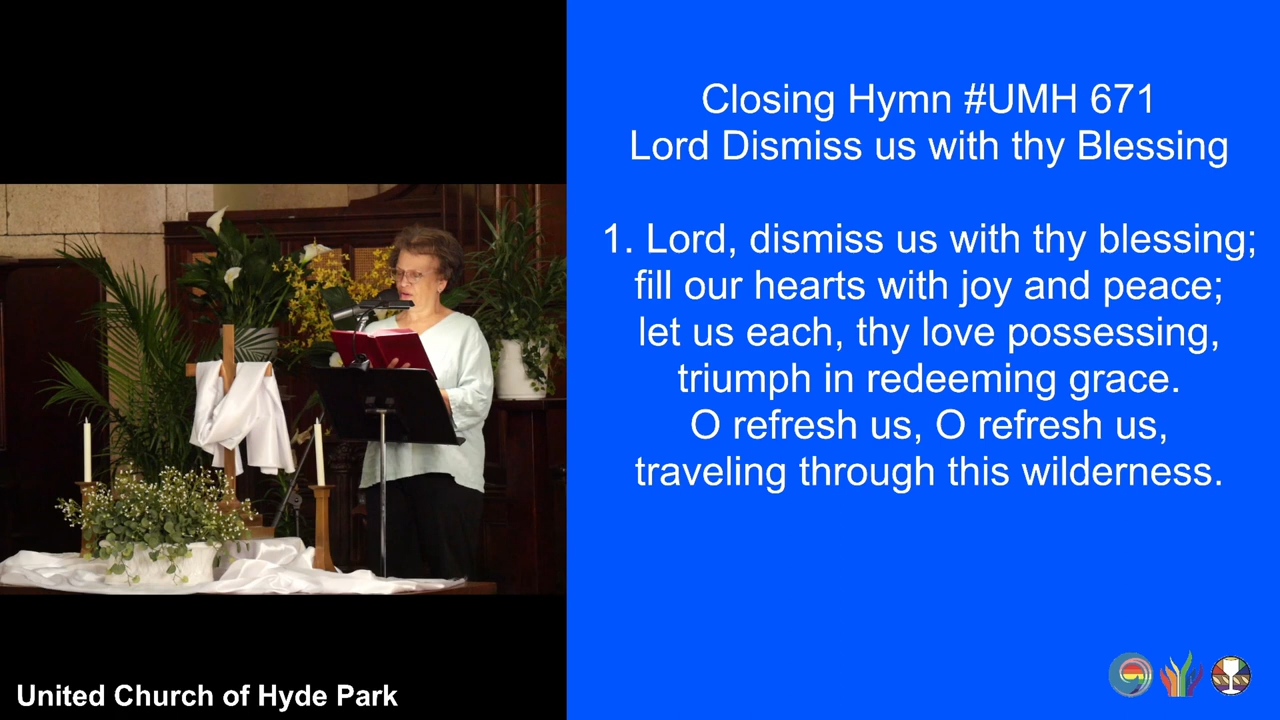 Closing Hymn #UMH 671
Lord Dismiss us with thy Blessing
1. Lord, dismiss us with thy blessing;
fill our hearts with joy and peace;
let us each, thy love possessing,
triumph in redeeming grace.
O refresh us, O refresh us,
traveling through this wilderness.
United Church of Hyde Park